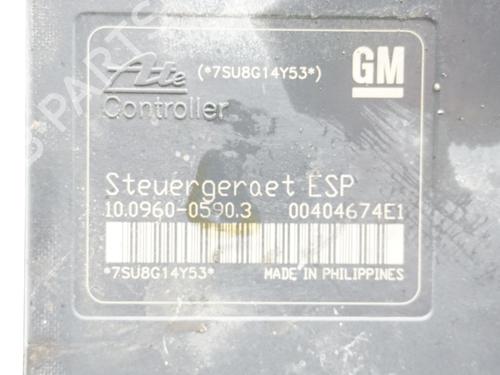 Ate (*7SU8G14Y53*) GM
Controller
Steuergeraet ESP
10.0960-0590.3 00404674E1
*7SU8G14Y53* MADE IN PHILIPPINES